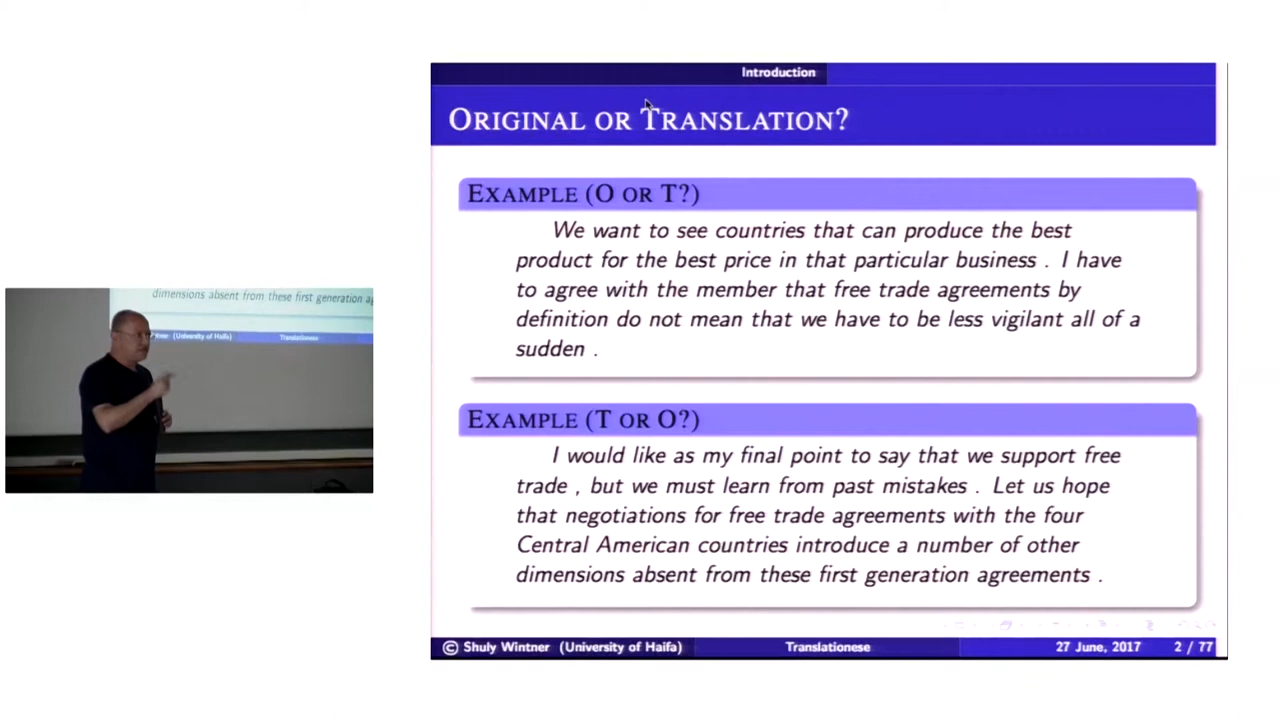 Introduction
ORIGINAL OR TRANSLATION?
EXAMPLE (O OR T?)
We want to see countries that can produce the best
product for the best price in that particular business . I have
to agree with the member that free trade agreements by
definition do not mean that we have to be less vigilant all of a
sudden .
EXAMPLE (T OR O?)
I would like as my final point to say that we support free
trade , but we must learn from past mistakes . Let us hope
that negotiations for free trade agreements with the four
Central American countries introduce a number of other
dimensions absent from these first generation agreements .
© Shuly Wintner (University of Haifa) Translationese 27 June, 2017 2 / 77
dimensions absent from these first generation
Wintner (University of Haifa) Translationese